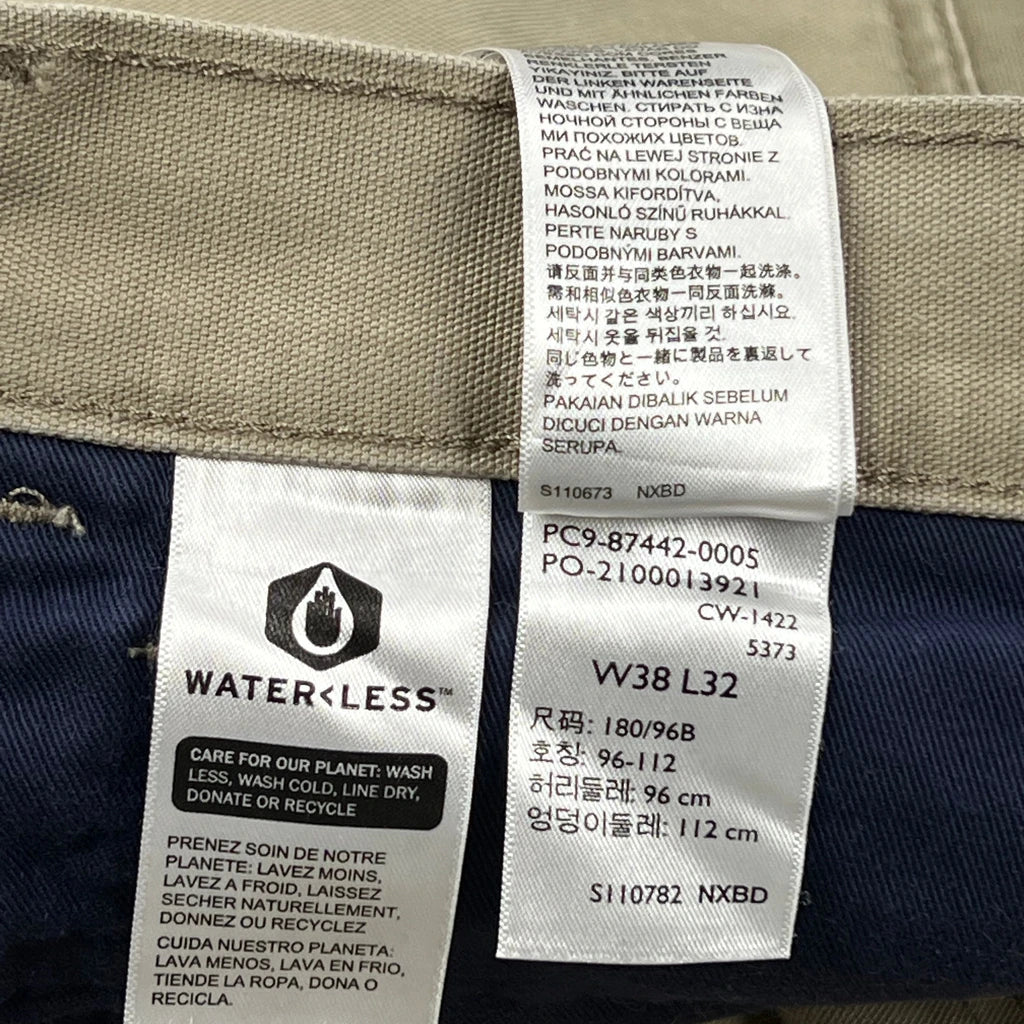 RENKLERLE TERSTEN
YIKAYINIZ. BITTE AUF
DER LINKEN WARENSEITE
UND MIT ÄHNLICHEN FARBEN
WASCHEN. СТИРАТЬ С ИЗНА
НОЧНОЙ СТОРОНЫ С ВЕЩА
МИ ПОХОЖИХ ЦВЕТОВ.
PRAĆ NA LEWEJ STRONIE Z
PODOBNYMI KOLORAMI.
MOSSA KIFORDÍTVA,
HASONLÓ SZÍNŰ RUHÁKKAL.
PERTE NARUBY S
PODOBNÝMI BARVAMI.
请反面并与同类色衣物一起洗涤。
需和相似色衣物一同反面洗滌。
세탁시 같은 색상끼리 하십시요.
세탁시 옷을 뒤집을 것.
同じ色物と一緒に製品を裏返して
洗ってください。
PAKAIAN DIBALIK SEBELUM
DICUCI DENGAN WARNA
SERUPA.
S110673 NXBD
PC9-87442-0005
PO-2100013921
CW-1422
5373
W38 L32
尺码: 180/96B
호칭: 96-112
허리둘레: 96 cm
엉덩이둘레: 112 cm
S110782 NXBD
WATER<LESS™
CARE FOR OUR PLANET: WASH
LESS, WASH COLD, LINE DRY,
DONATE OR RECYCLE
PRENEZ SOIN DE NOTRE
PLANETE: LAVEZ MOINS,
LAVEZ A FROID, LAISSEZ
SECHER NATURELLEMENT,
DONNEZ OU RECYCLEZ
CUIDA NUESTRO PLANETA:
LAVA MENOS, LAVA EN FRIO,
TIENDE LA ROPA, DONA O
RECICLA.